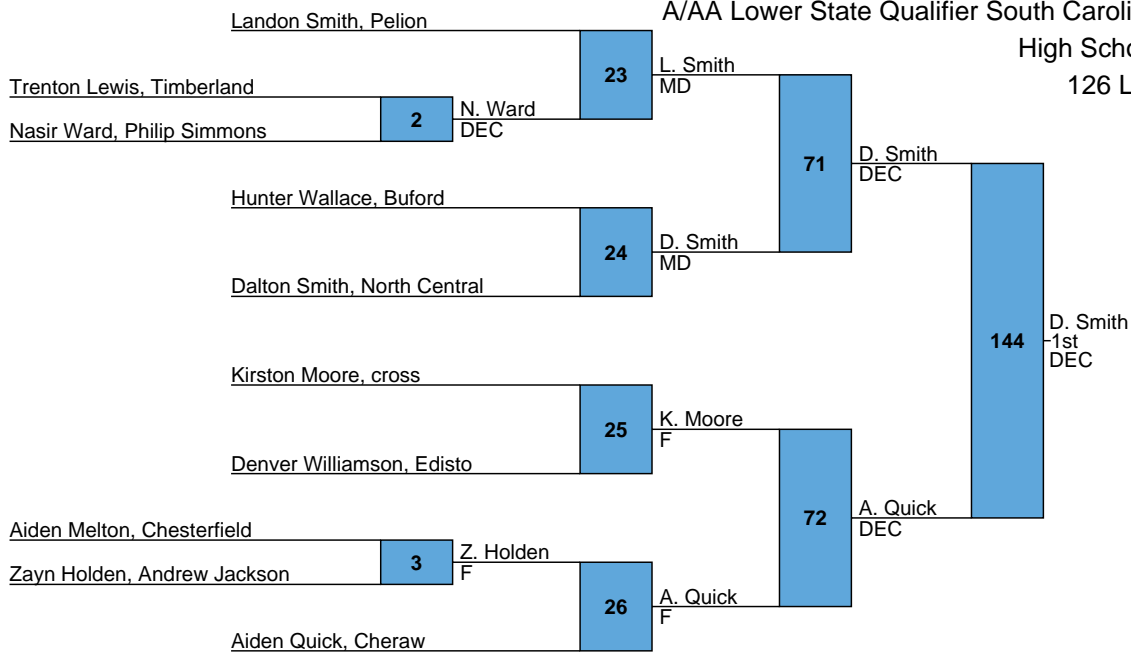 A/AA Lower State Qualifier South Caroli
High Scho
126 L
Landon Smith, Pelion
23
L. Smith
MD
Trenton Lewis, Timberland
2
N. Ward
DEC
Nasir Ward, Philip Simmons
71
D. Smith
DEC
Hunter Wallace, Buford
24
D. Smith
MD
Dalton Smith, North Central
144
D. Smith
1st
DEC
Kirston Moore, cross
25
K. Moore
F
Denver Williamson, Edisto
72
A. Quick
DEC
Aiden Melton, Chesterfield
3
Z. Holden
F
Zayn Holden, Andrew Jackson
26
A. Quick
F
Aiden Quick, Cheraw